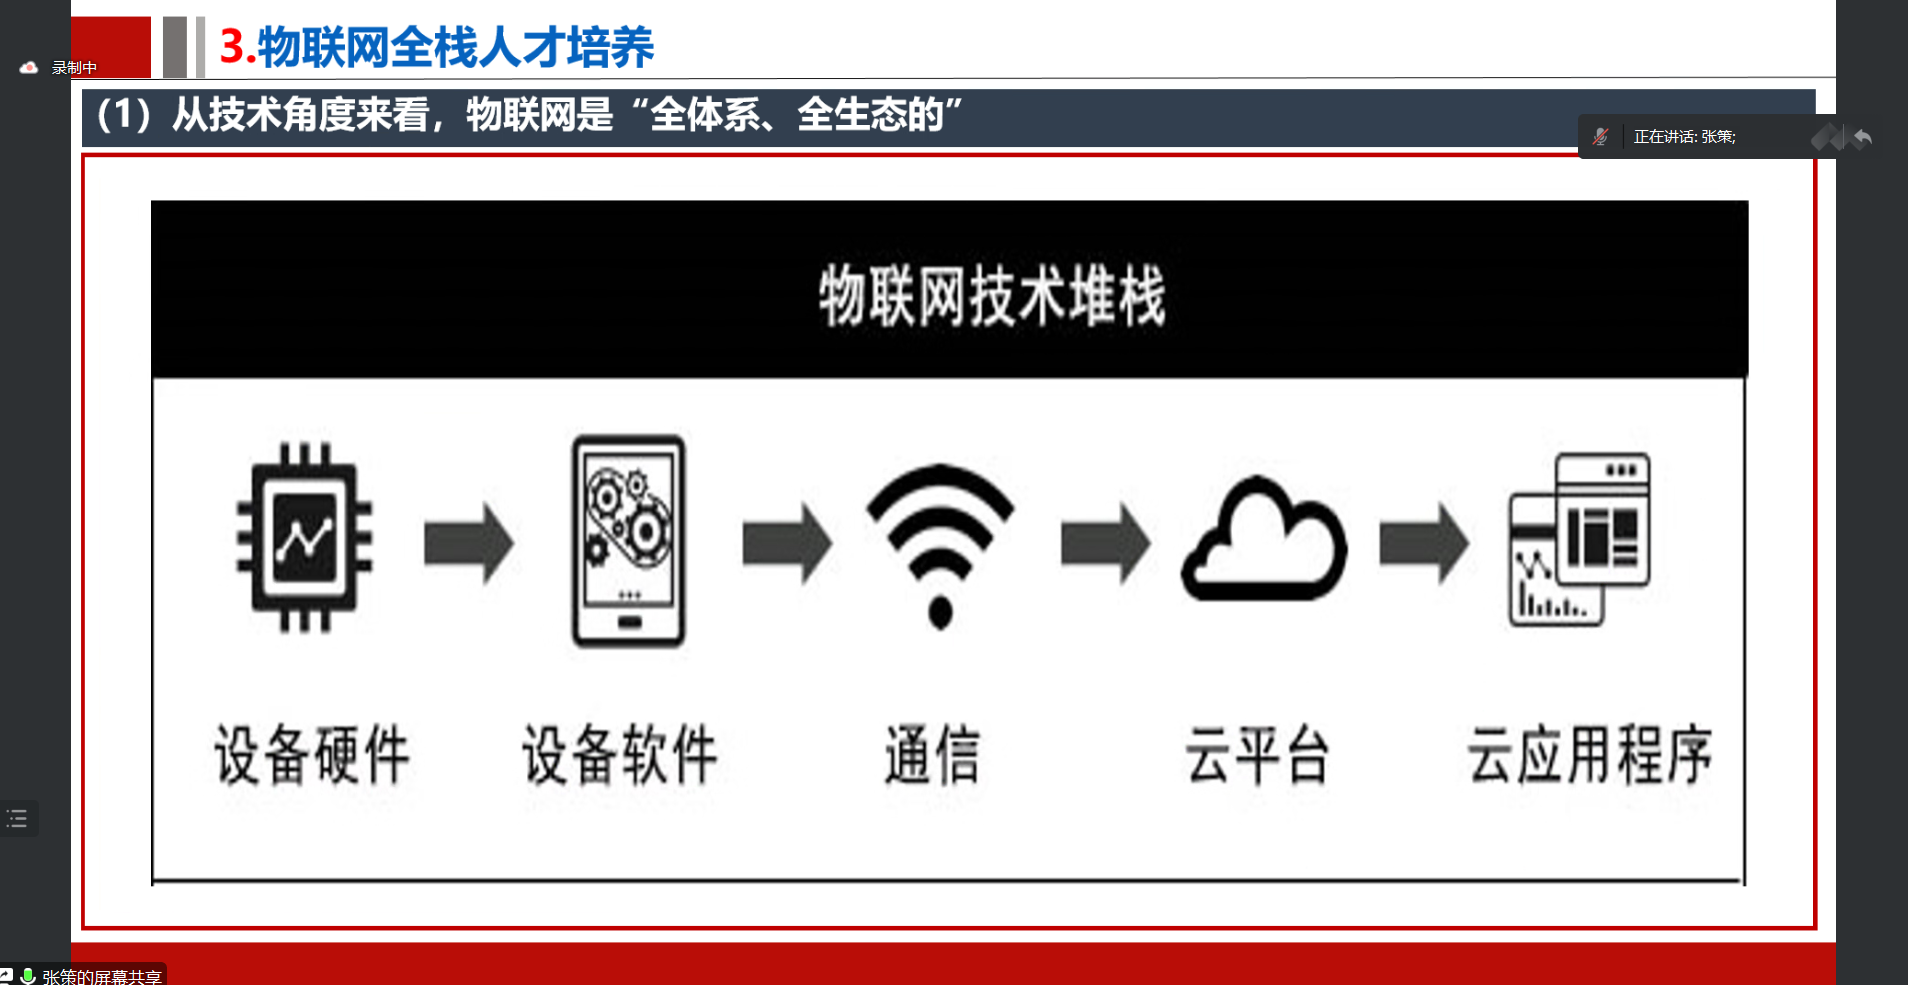 3.物联网全栈人才培养
录制中
（1）从技术角度来看，物联网是“全体系、全生态的”
正在讲话: 张策;
物联网技术堆栈
设备硬件
设备软件
通信
云平台
云应用程序
张策的屏幕共享